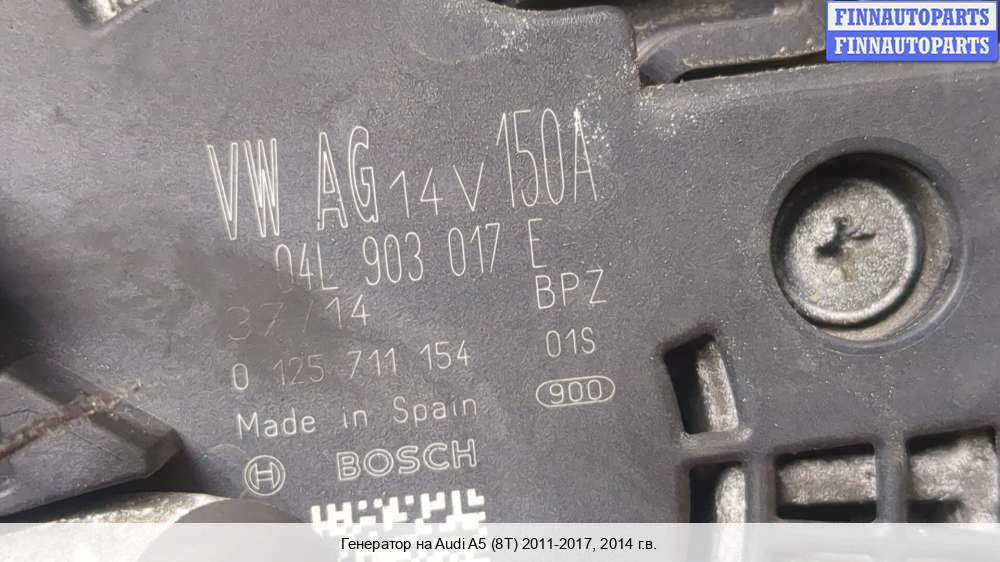 FINNAUTOPARTS
FINNAUTOPARTS
VW AG 14V 150A
04L 903 017 E
37/14 BPZ
0 125 711 154 01S
Made in Spain 900
BOSCH
Генератор на Audi A5 (8T) 2011-2017, 2014 г.в.